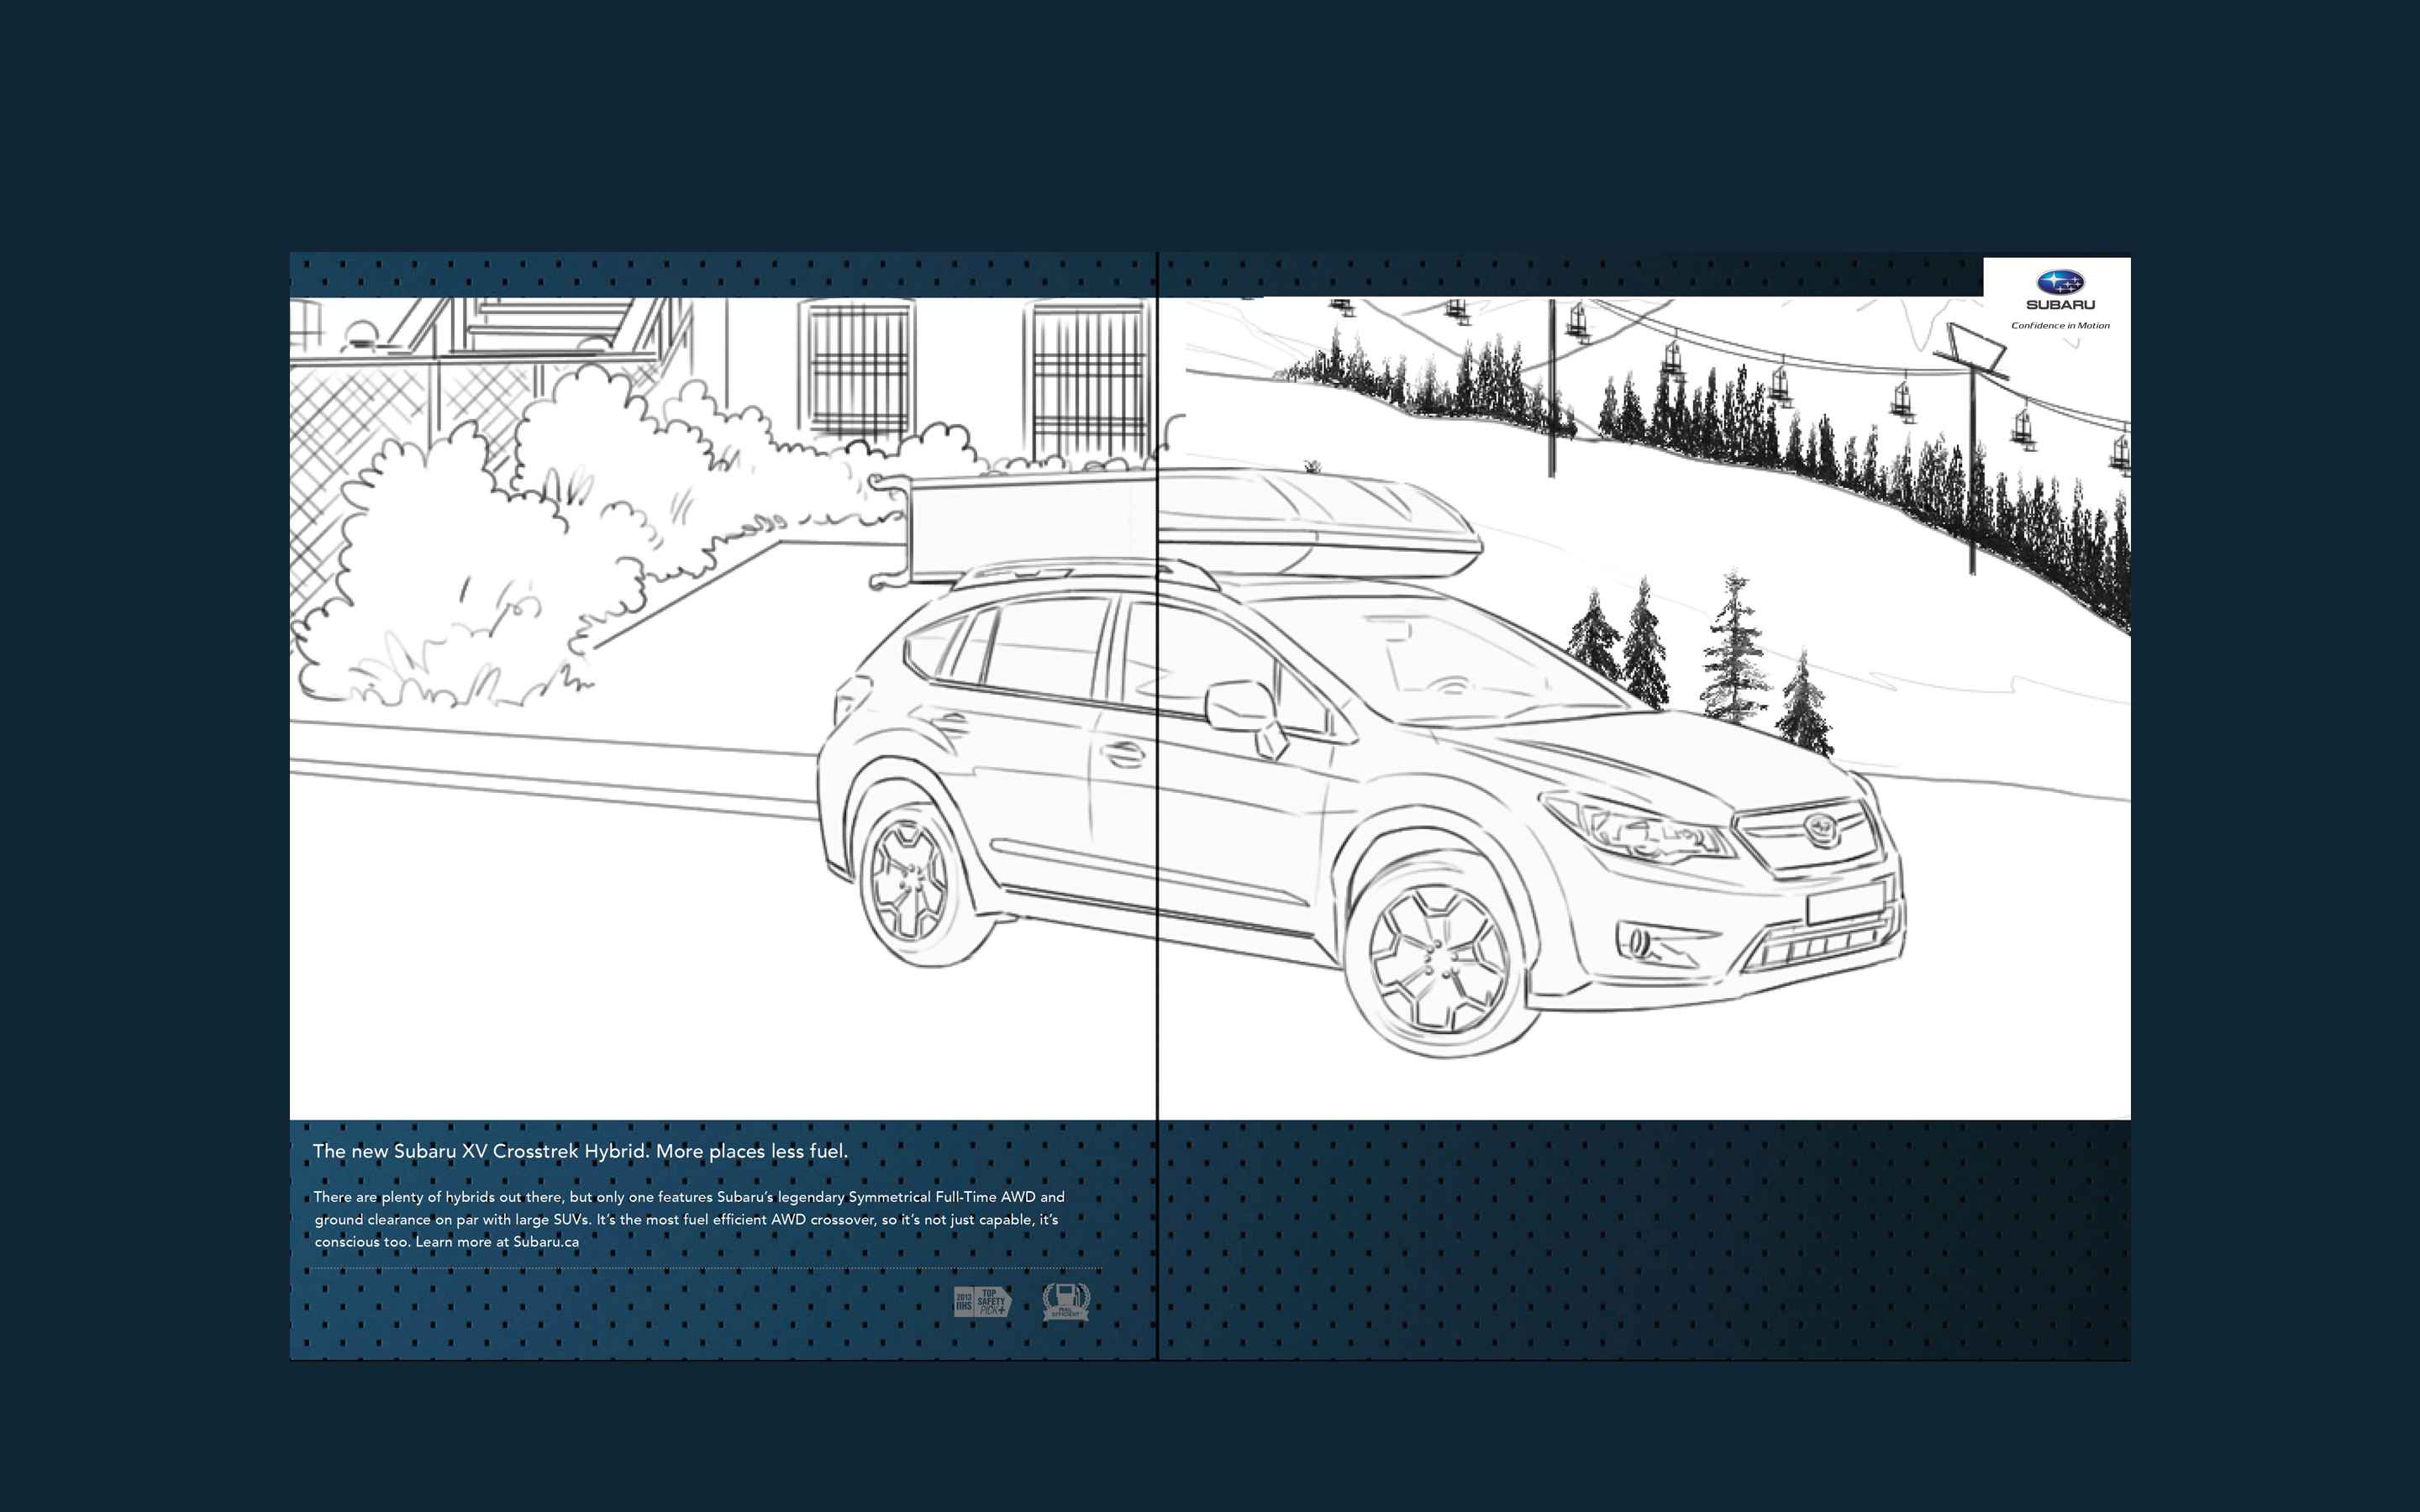 SUBARU
Confidence in Motion
The new Subaru XV Crosstrek Hybrid. More places less fuel.
There are plenty of hybrids out there, but only one features Subaru’s legendary Symmetrical Full-Time AWD and
ground clearance on par with large SUVs. It’s the most fuel efficient AWD crossover, so it’s not just capable, it’s
conscious too. Learn more at Subaru.ca
2013
IIHS
TOP
SAFETY
PICK+
FUEL
EFFICIENT